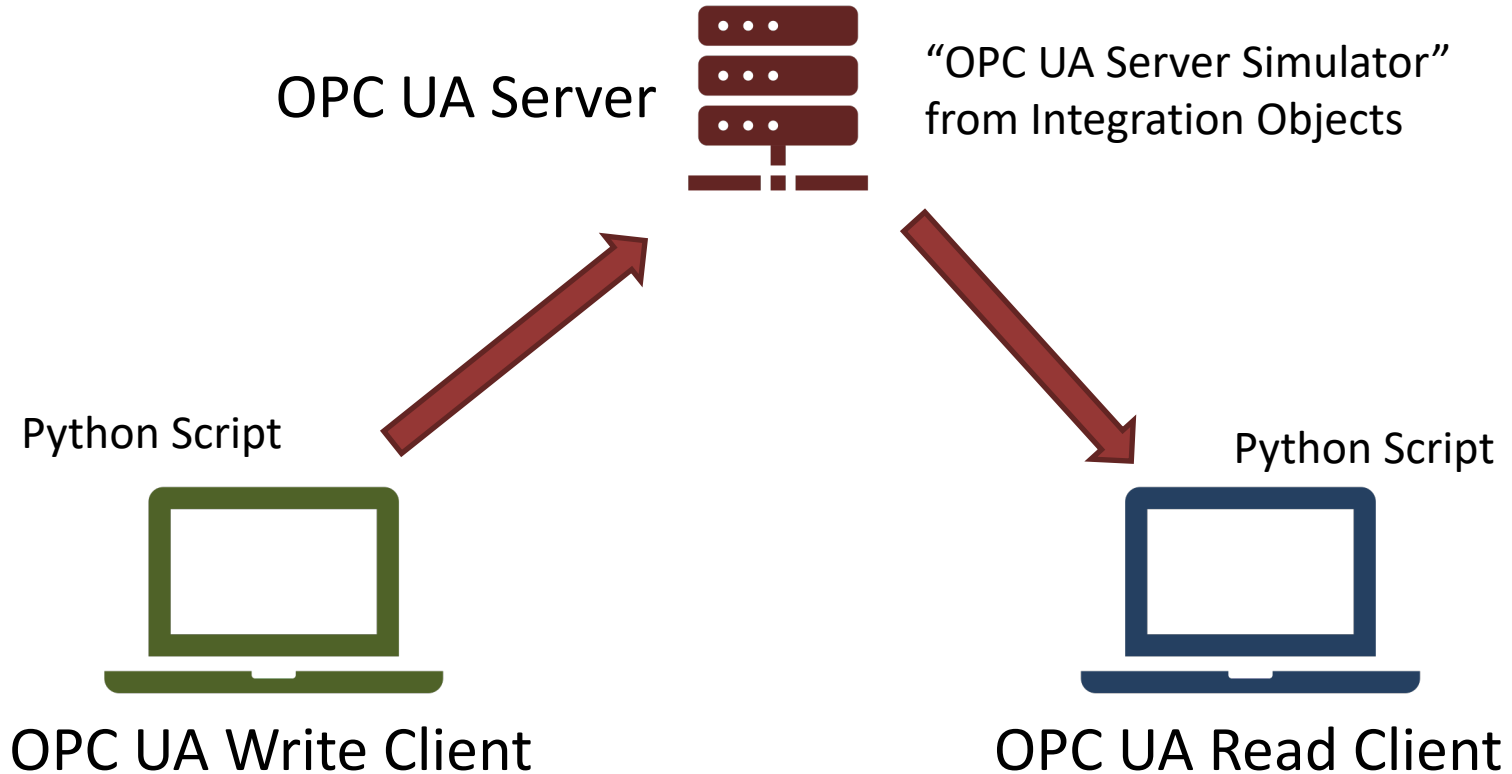 OPC UA Server
“OPC UA Server Simulator”
from Integration Objects
Python Script
Python Script
OPC UA Write Client
OPC UA Read Client